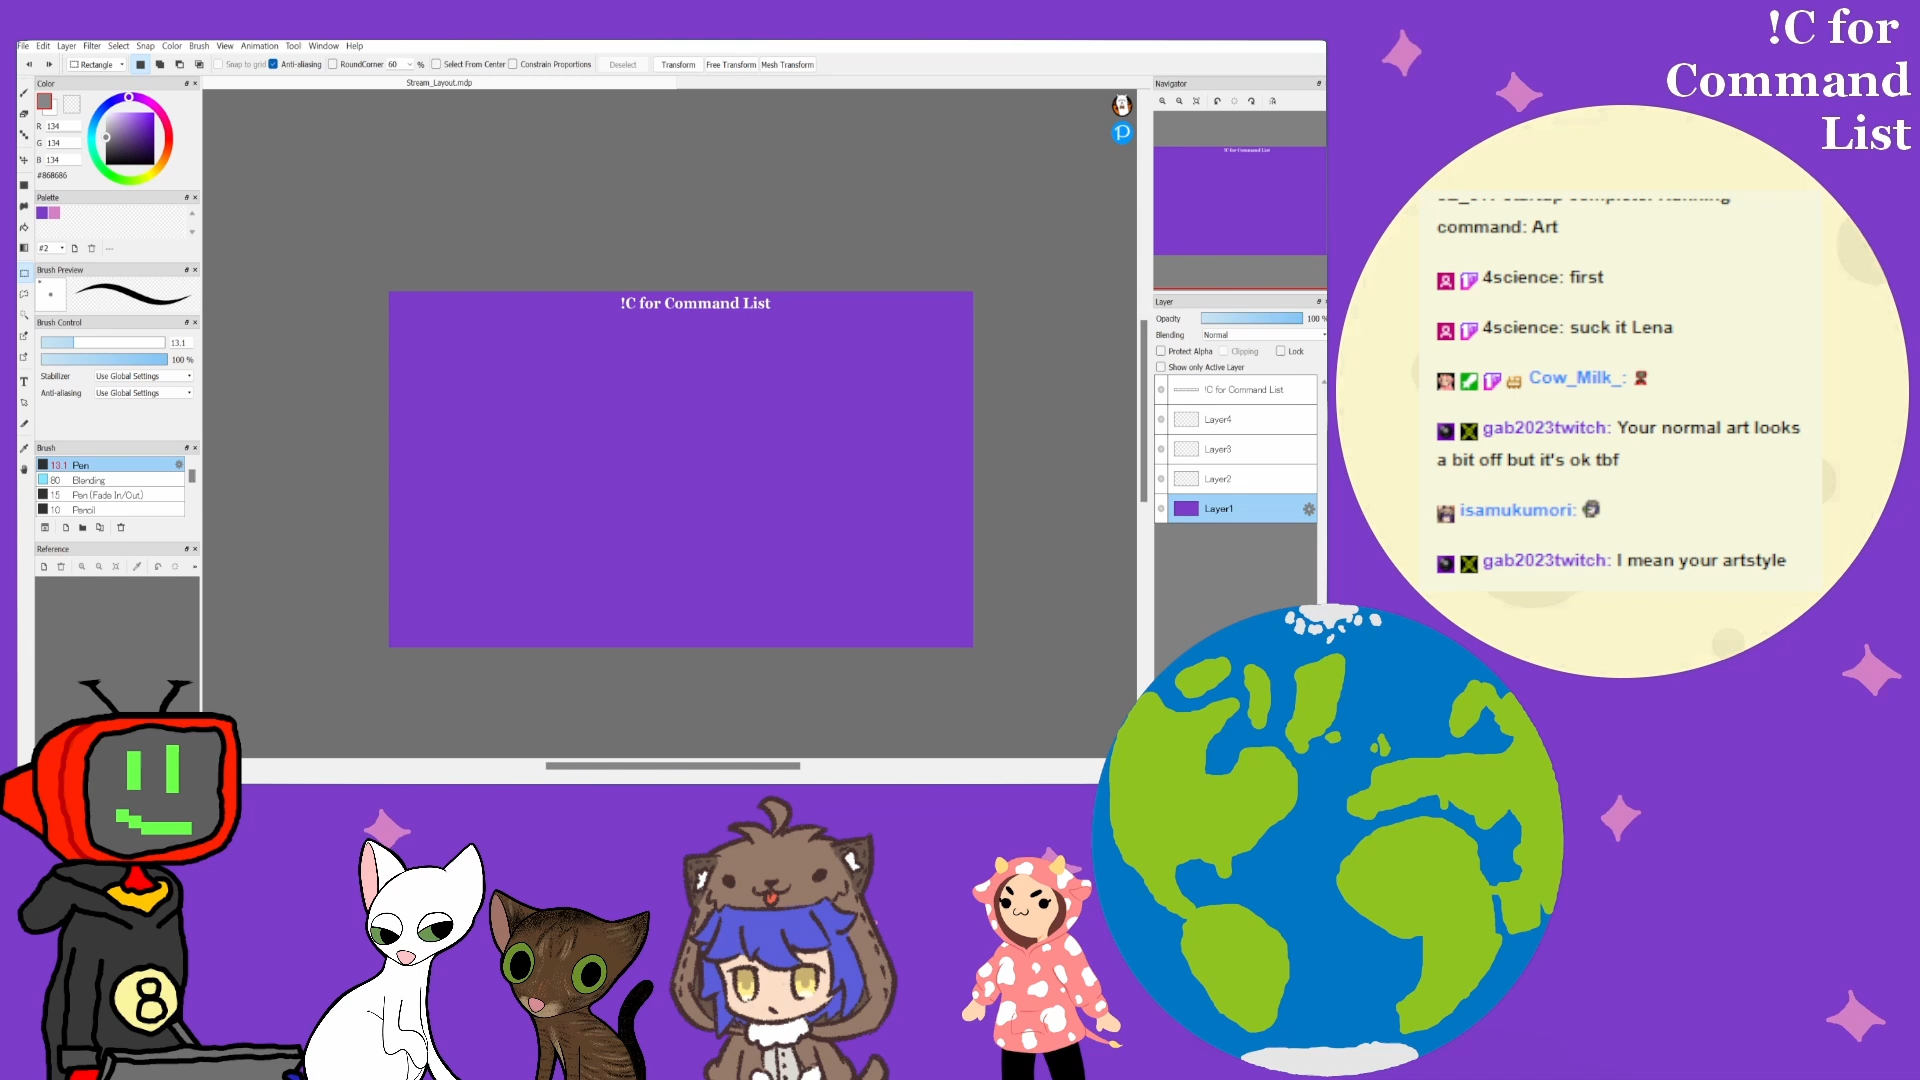 !C for
Command
List
File Edit Layer Filter Select Snap Color Brush View Animation Tool Window Help
Rectangle Snap to grid Anti-aliasing RoundCorner 60 % Select From Center Constrain Proportions Deselect Transform Free Transform Mesh Transform
Color
Stream_Layout.mdp
Navigator
R 134
G 134
B 134
#868686
Palette
#2
Brush Preview
Brush Control
13.1
100 %
Stabilizer Use Global Settings
Anti-aliasing Use Global Settings
Brush
13.1 Pen
80 Blending
15 Pen (Fade In/Out)
10 Pencil
Reference
!C for Command List
!C for Command List
Layer
Opacity 100 %
Blending Normal
Protect Alpha Clipping Lock
Show only Active Layer
!C for Command List
Layer4
Layer3
Layer2
Layer1
command: Art
4science: first
4science: suck it Lena
Cow_Milk_:
gab2023twitch: Your normal art looks
a bit off but it's ok tbf
isamukumori:
gab2023twitch: I mean your artstyle
8